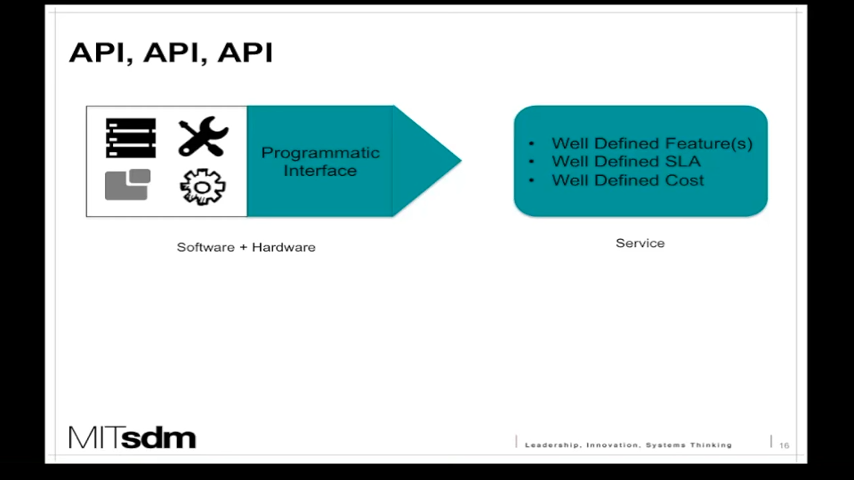 API, API, API
Programmatic
Interface
• Well Defined Feature(s)
• Well Defined SLA
• Well Defined Cost
Software + Hardware
Service
MITsdm
Leadership, Innovation, Systems Thinking
16